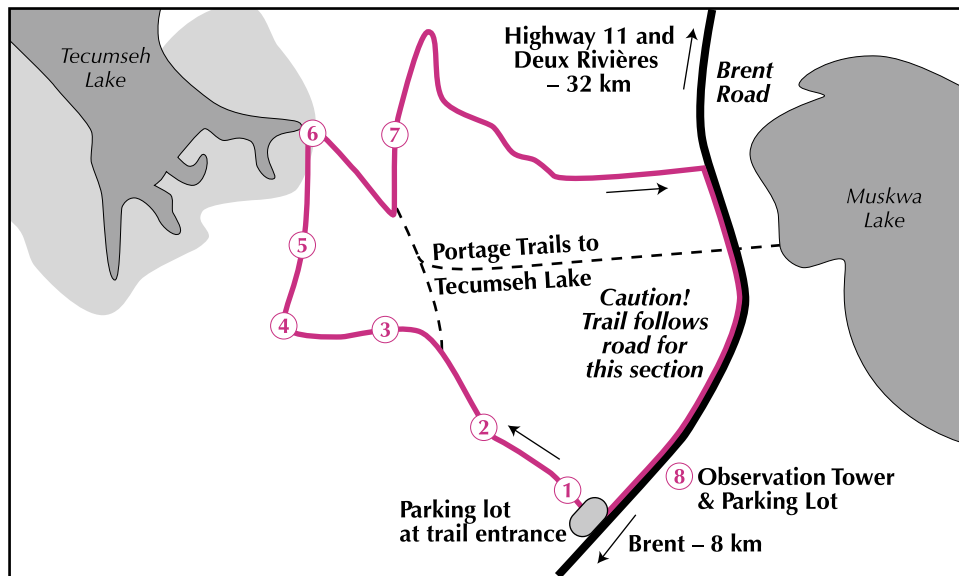 Tecumseh
Lake
Highway 11 and
Deux Rivières
– 32 km
Brent
Road
6
7
Muskwa
Lake
5
Portage Trails to
Tecumseh Lake
4
3
Caution!
Trail follows
road for
this section
2
1
8
Observation Tower
& Parking Lot
Parking lot
at trail entrance
Brent – 8 km